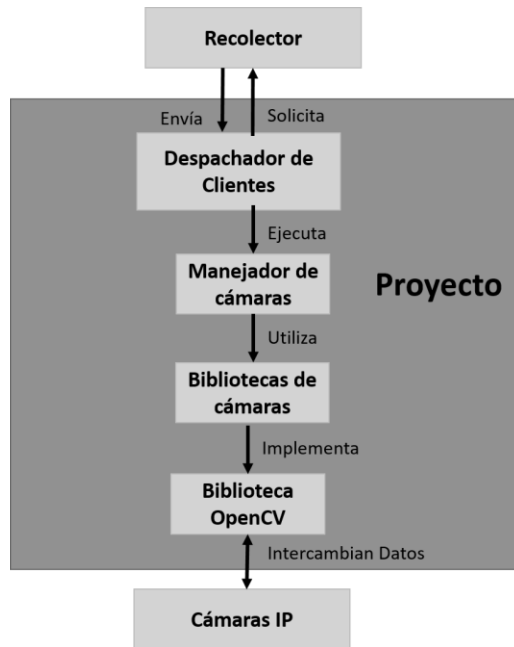 Recolector
Envía
Solicita
Despachador de
Clientes
Ejecuta
Manejador de
cámaras
Proyecto
Utiliza
Bibliotecas de
cámaras
Implementa
Biblioteca
OpenCV
Intercambian Datos
Cámaras IP